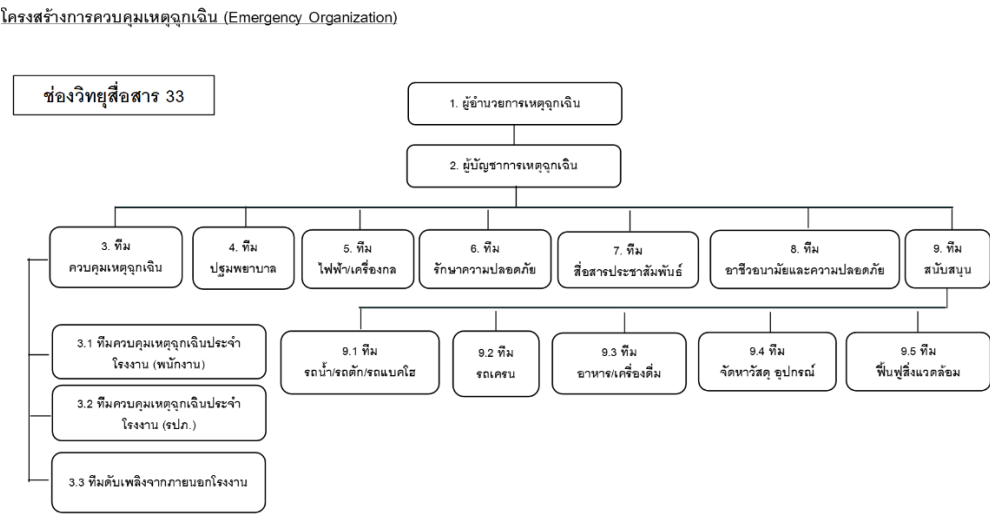 โครงสร้างการควบคุมเหตุฉุกเฉิน (Emergency Organization)
ช่องวิทยุสื่อสาร 33
1. ผู้อำนวยการเหตุฉุกเฉิน
2. ผู้บัญชาการเหตุฉุกเฉิน
3. ทีม
ควบคุมเหตุฉุกเฉิน
4. ทีม
ปฐมพยาบาล
5. ทีม
ไฟฟ้า/เครื่องกล
6. ทีม
รักษาความปลอดภัย
7. ทีม
สื่อสารประชาสัมพันธ์
8. ทีม
อาชีวอนามัยและความปลอดภัย
9. ทีม
สนับสนุน
3.1 ทีมควบคุมเหตุฉุกเฉินประจำ
โรงงาน (พนักงาน)
3.2 ทีมควบคุมเหตุฉุกเฉินประจำ
โรงงาน (รปภ.)
3.3 ทีมดับเพลิงจากภายนอกโรงงาน
9.1 ทีม
รถน้ำ/รถตัก/รถแบคโฮ
9.2 ทีม
รถเครน
9.3 ทีม
อาหาร/เครื่องดื่ม
9.4 ทีม
จัดหาวัสดุ อุปกรณ์
9.5 ทีม
ฟื้นฟูสิ่งแวดล้อม